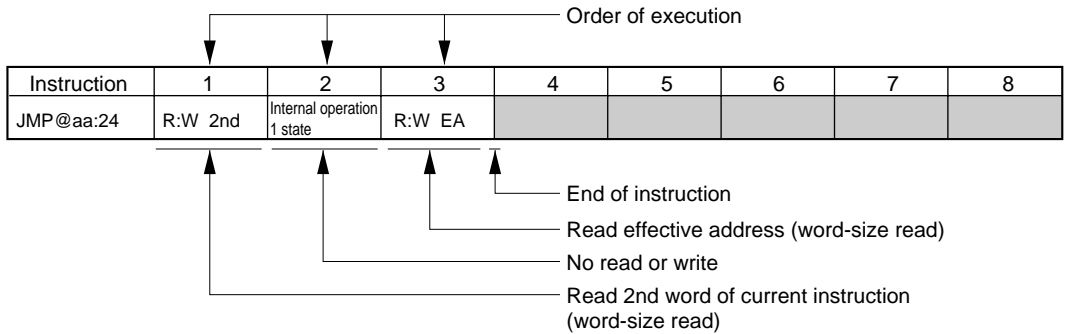 Order of execution
Instruction 1 2 3 4 5 6 7 8
JMP@aa:24 R:W 2nd Internal operation 1 state R:W EA
End of instruction
Read effective address (word-size read)
No read or write
Read 2nd word of current instruction
(word-size read)